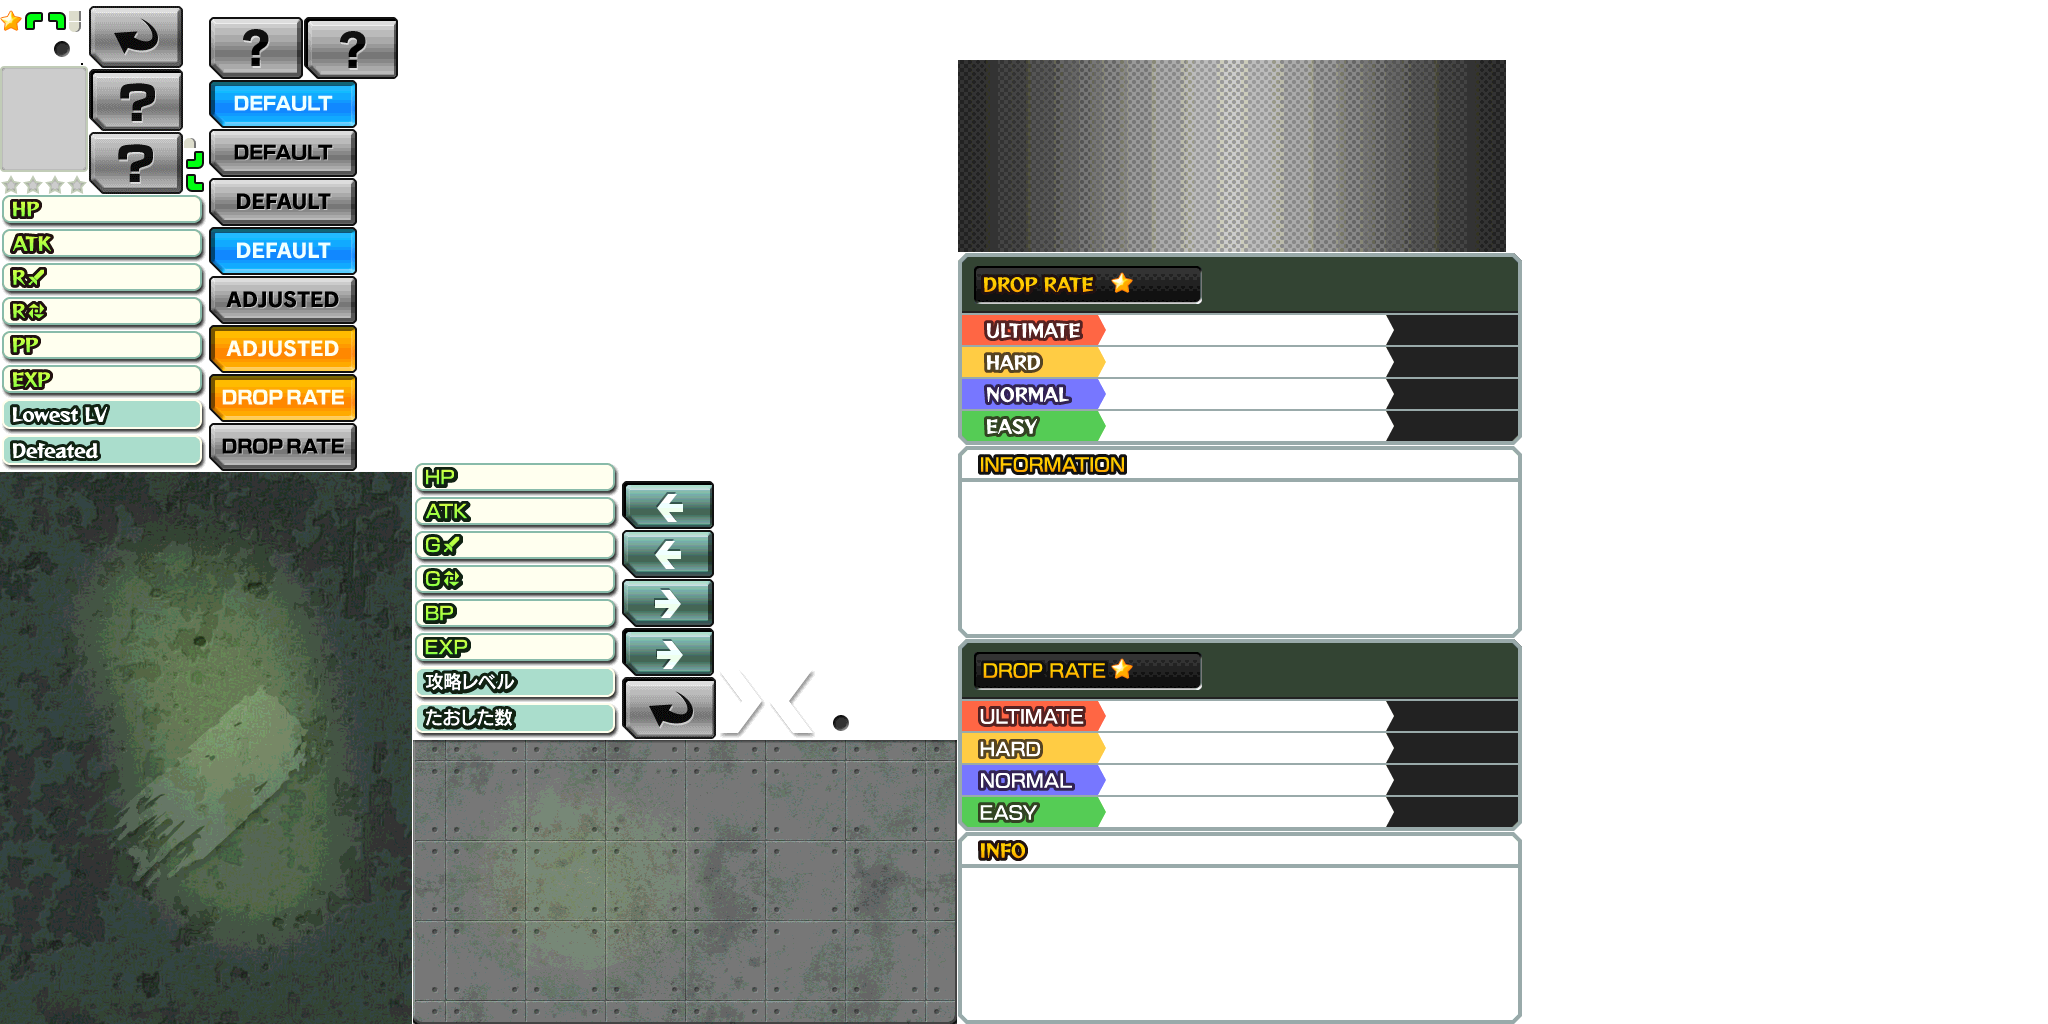 ?
?
?
?
?
DEFAULT
DEFAULT
DEFAULT
DEFAULT
ADJUSTED
ADJUSTED
DROP RATE
DROP RATE
HP
ATK
R
R
PP
EXP
Lowest LV
Defeated
HP
ATK
G
G
BP
EXP
攻略レベル
たおした数
DROP RATE
ULTIMATE
HARD
NORMAL
EASY
INFORMATION
DROP RATE
ULTIMATE
HARD
NORMAL
EASY
INFO